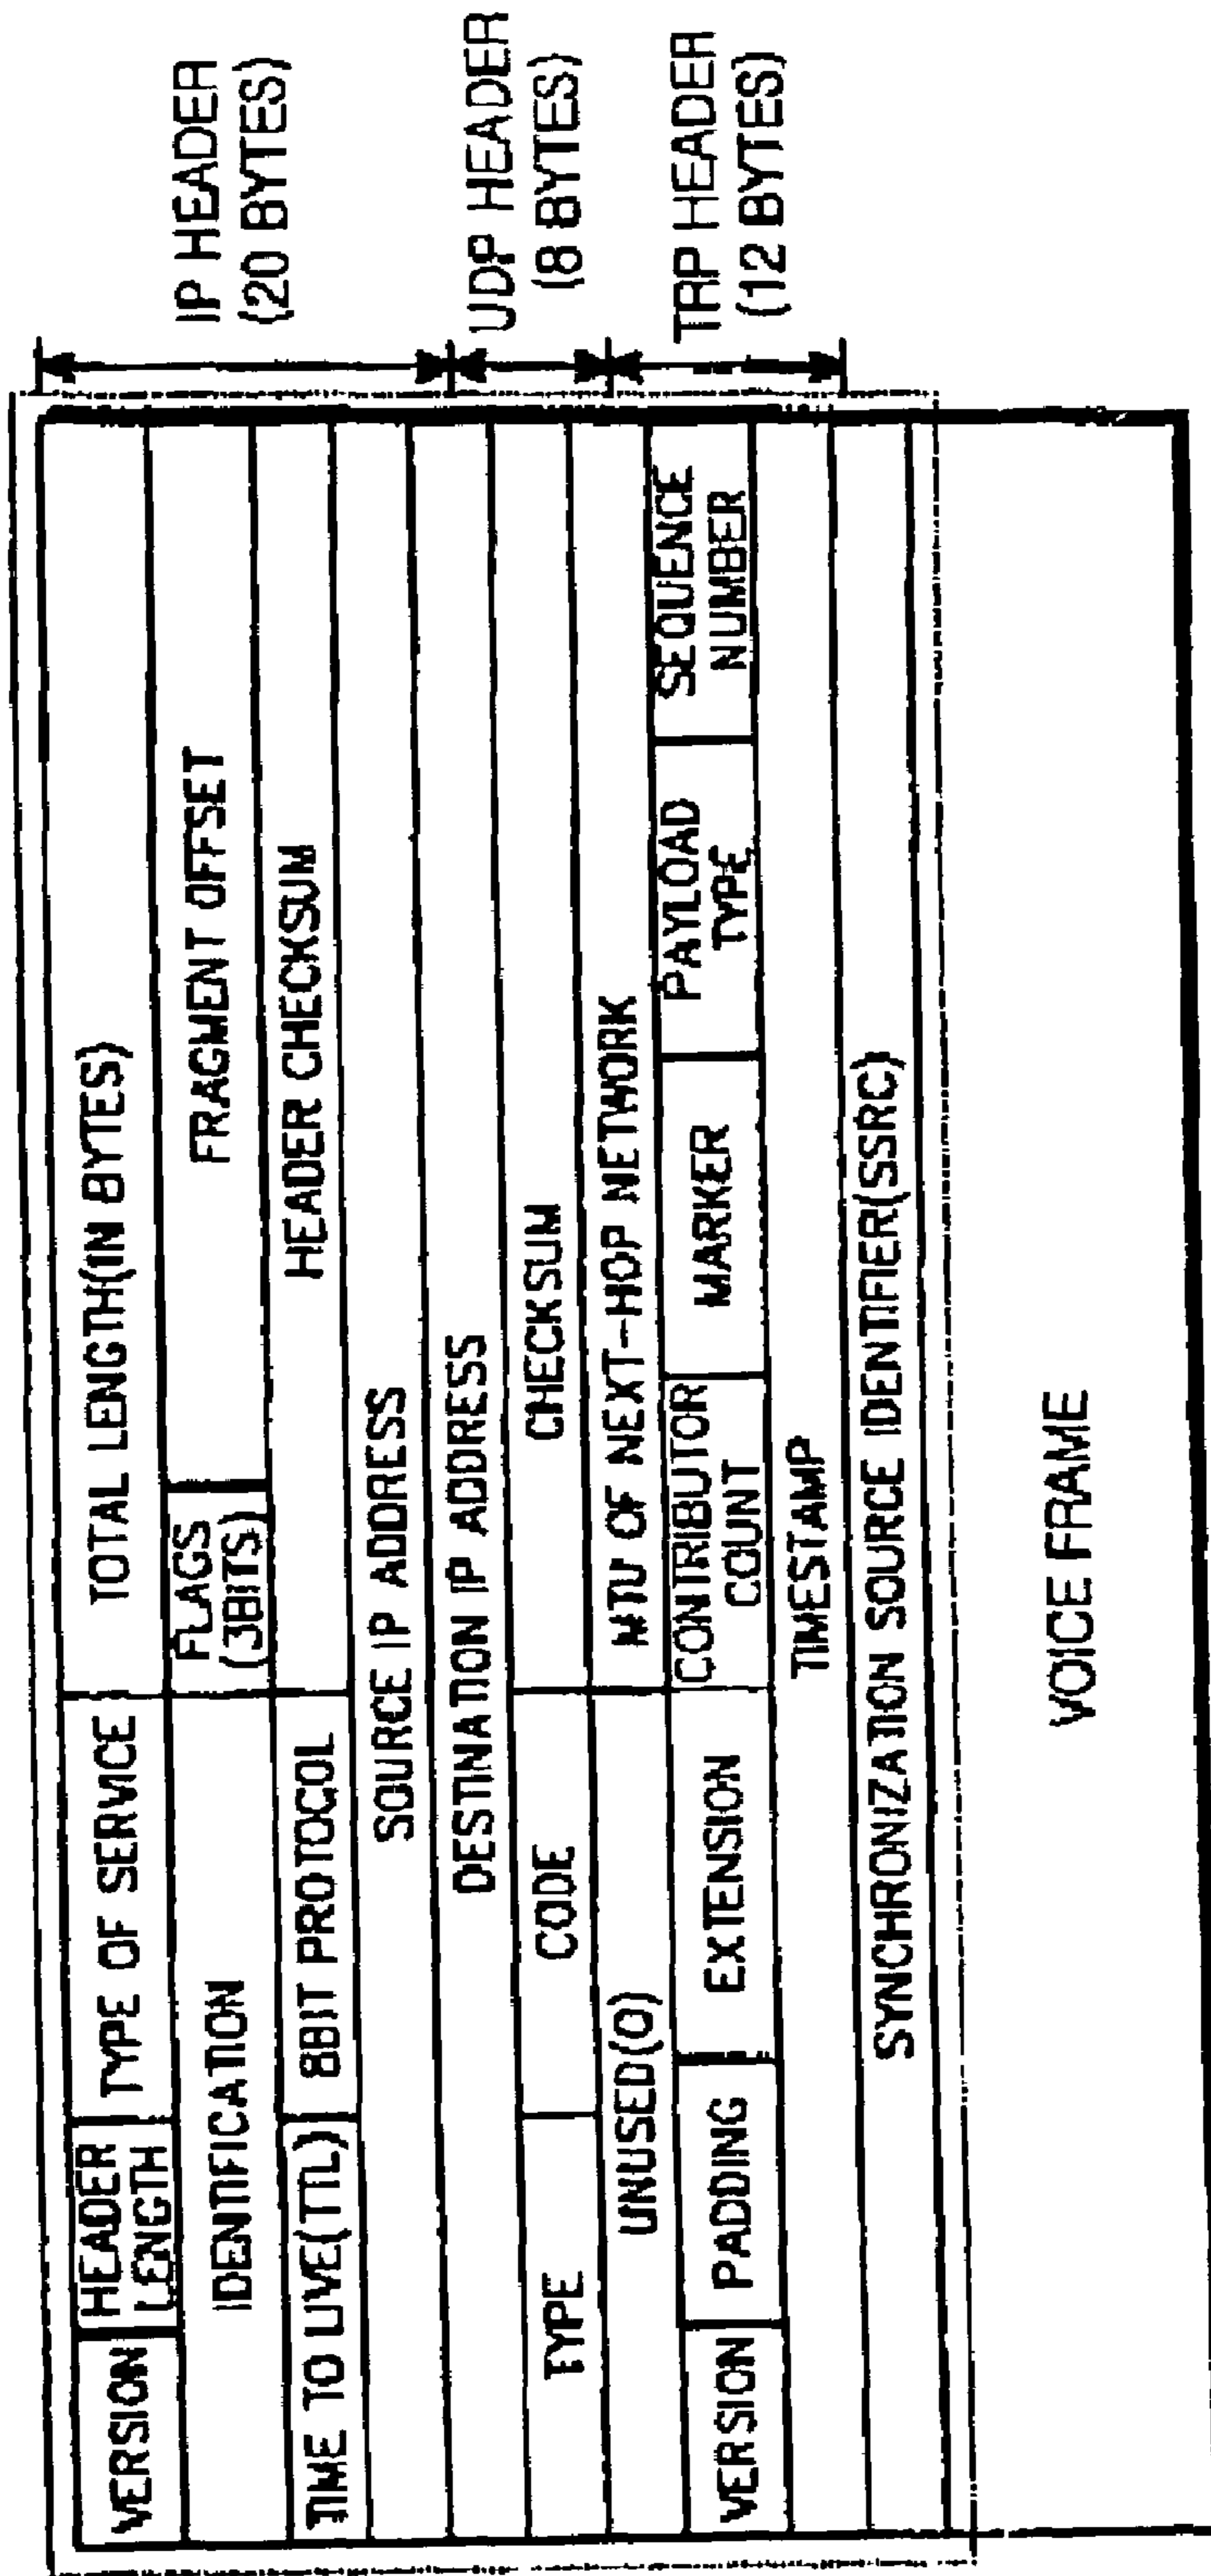 VERSION
HEADER
LENGTH
TYPE OF SERVICE
TOTAL LENGTH(IN BYTES)
IDENTIFICATION
FLAGS
(3BITS)
FRAGMENT OFFSET
TIME TO LIVE(TTL)
8BIT PROTOCOL
HEADER CHECKSUM
SOURCE IP ADDRESS
DESTINATION IP ADDRESS
IP HEADER
(20 BYTES)
TYPE
CODE
CHECKSUM
UNUSED(0)
MTU OF NEXT-HOP NETWORK
UDP HEADER
(8 BYTES)
VERSION
PADDING
EXTENSION
CONTRIBUTOR
COUNT
MARKER
PAYLOAD
TYPE
SEQUENCE
NUMBER
TIMESTAMP
SYNCHRONIZATION SOURCE IDENTIFIER(SSRC)
TRP HEADER
(12 BYTES)
VOICE FRAME